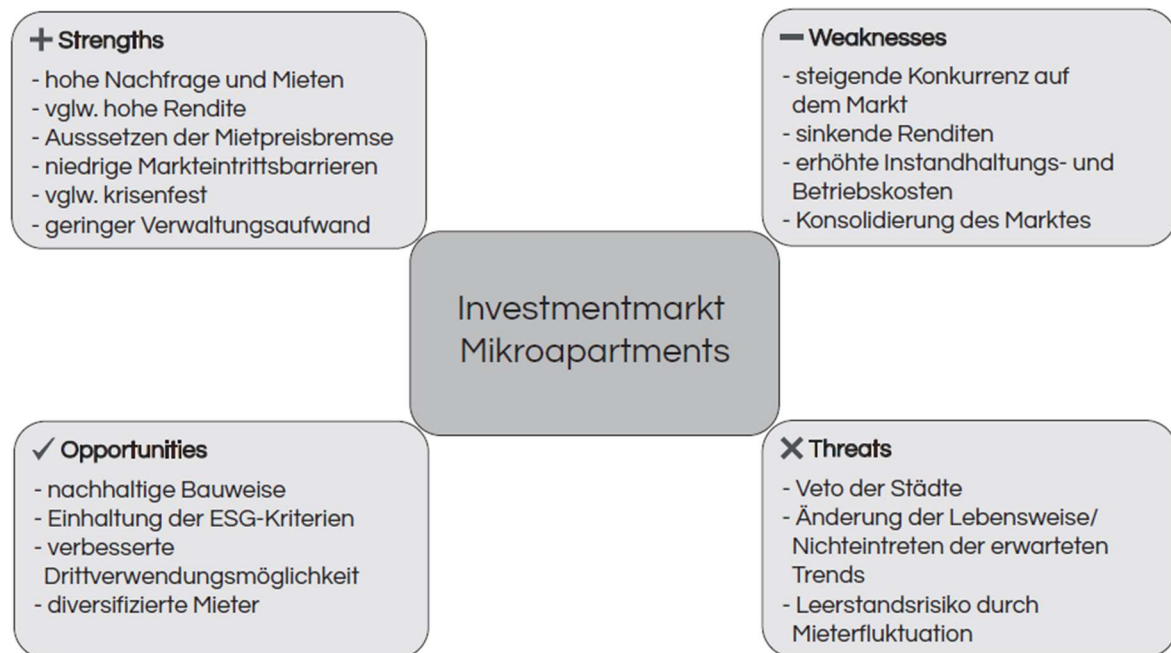 + Strengths
- hohe Nachfrage und Mieten
- vglw. hohe Rendite
- Ausssetzen der Mietpreisbremse
- niedrige Markteintrittsbarrieren
- vglw. krisenfest
- geringer Verwaltungsaufwand
– Weaknesses
- steigende Konkurrenz auf
dem Markt
- sinkende Renditen
- erhöhte Instandhaltungs- und
Betriebskosten
- Konsolidierung des Marktes
Investmentmarkt
Mikroapartments
✓ Opportunities
- nachhaltige Bauweise
- Einhaltung der ESG-Kriterien
- verbesserte
Drittverwendungsmöglichkeit
- diversifizierte Mieter
✕ Threats
- Veto der Städte
- Änderung der Lebensweise/
Nichteintreten der erwarteten
Trends
- Leerstandsrisiko durch
Mieterfluktuation